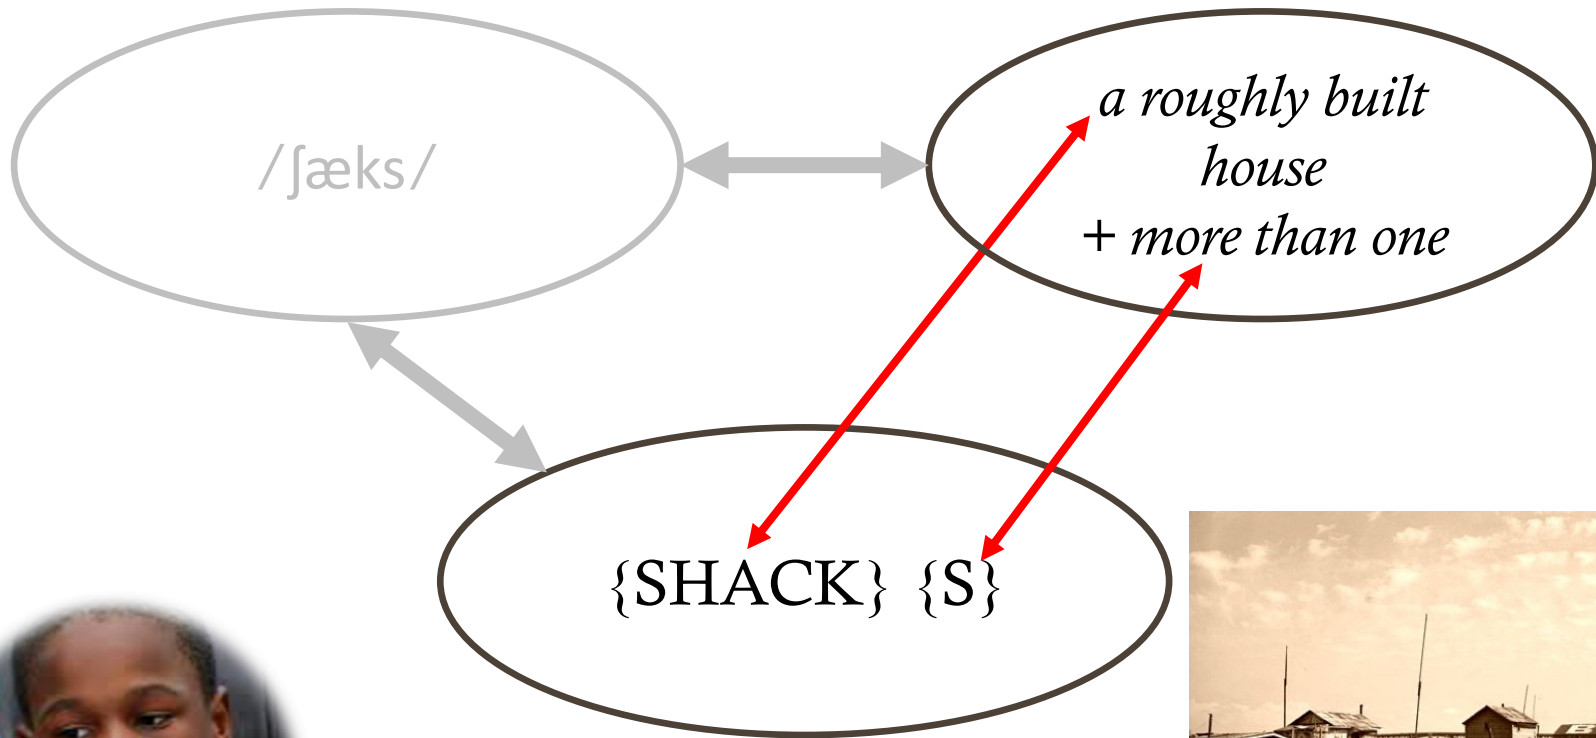 /ʃæks/
a roughly built
house
+ more than one
{SHACK} {S}